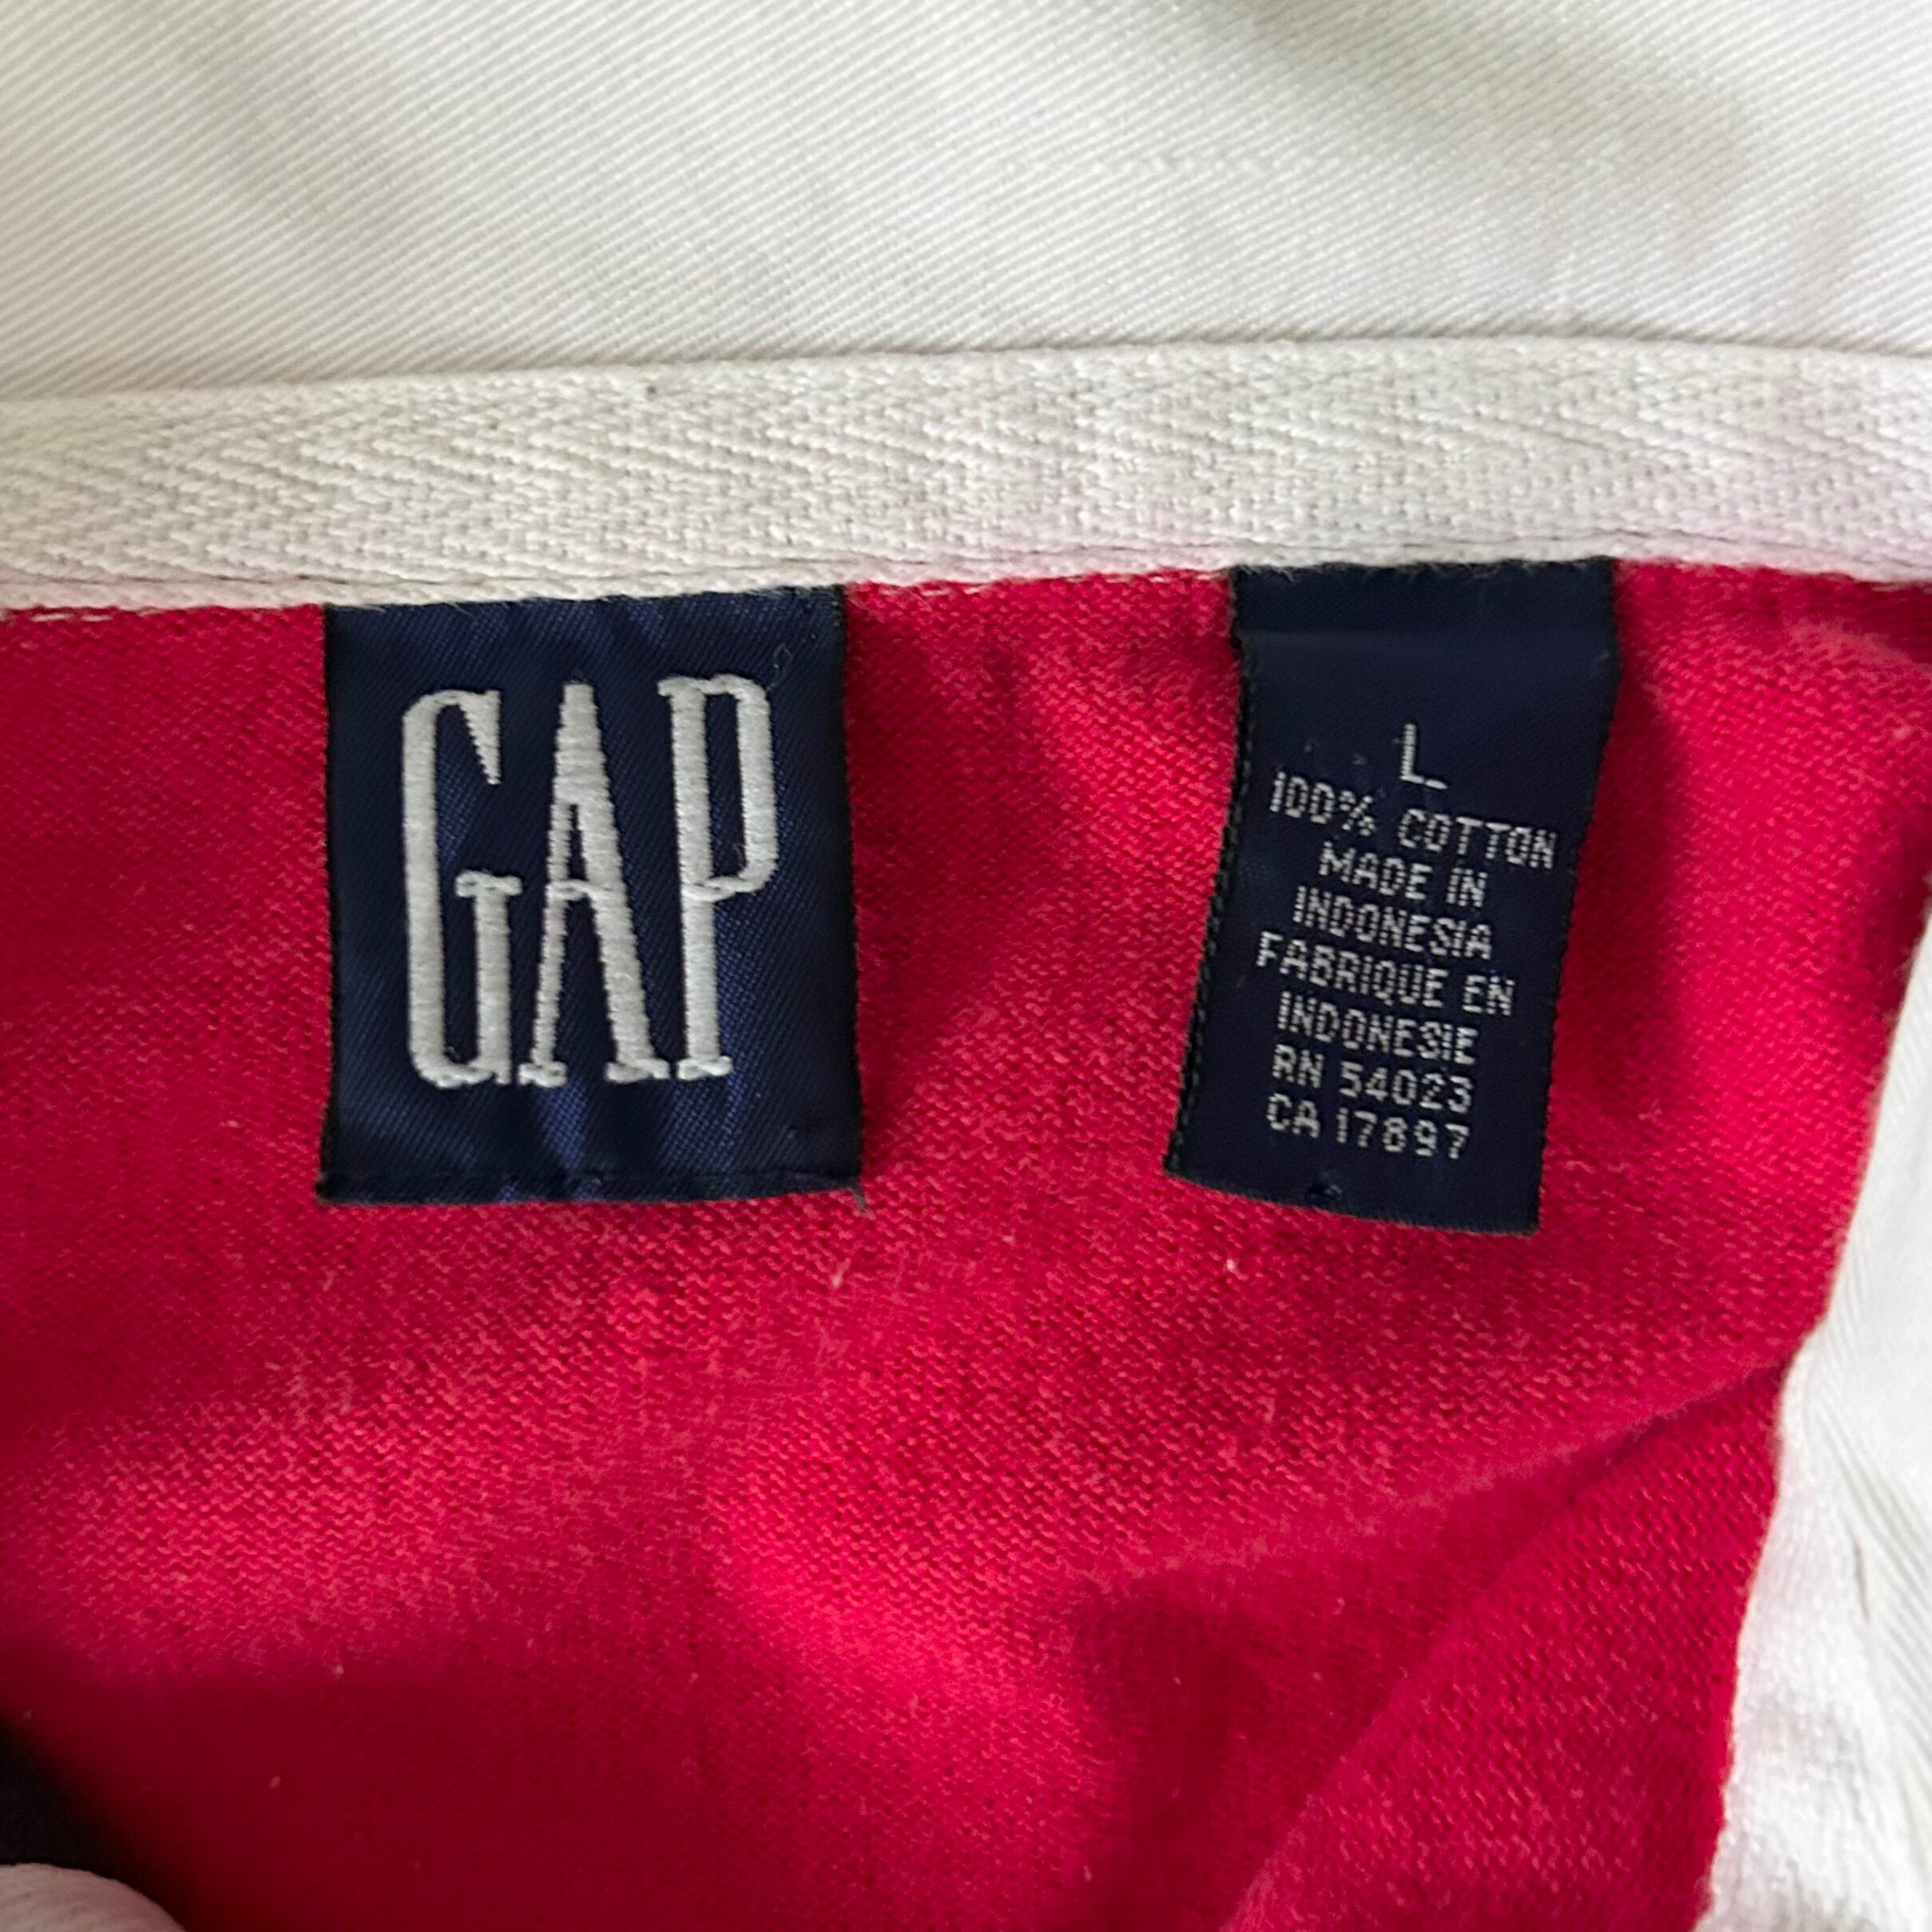 GAP
L
100% COTTON
MADE IN
INDONESIA
FABRIQUE EN
INDONESIE
RN 54023
CA 17897